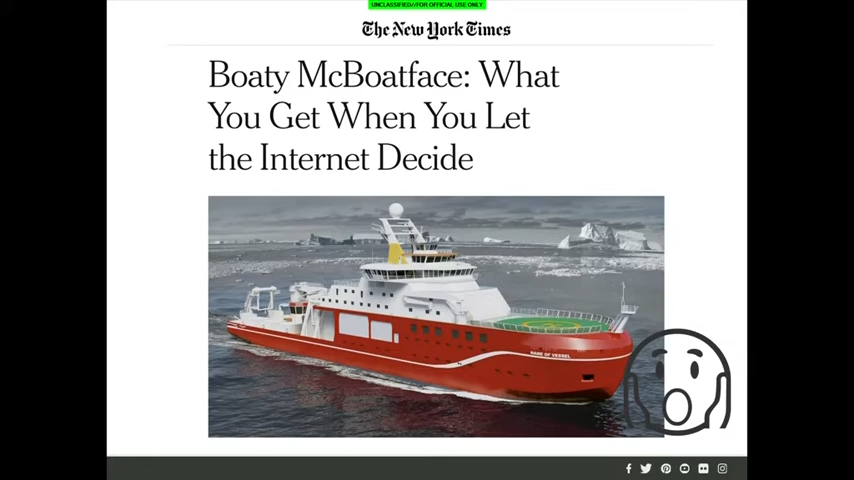 UNCLASSIFIED//FOR OFFICIAL USE ONLY
The New York Times
Boaty McBoatface: What
You Get When You Let
the Internet Decide
NAME OF VESSEL